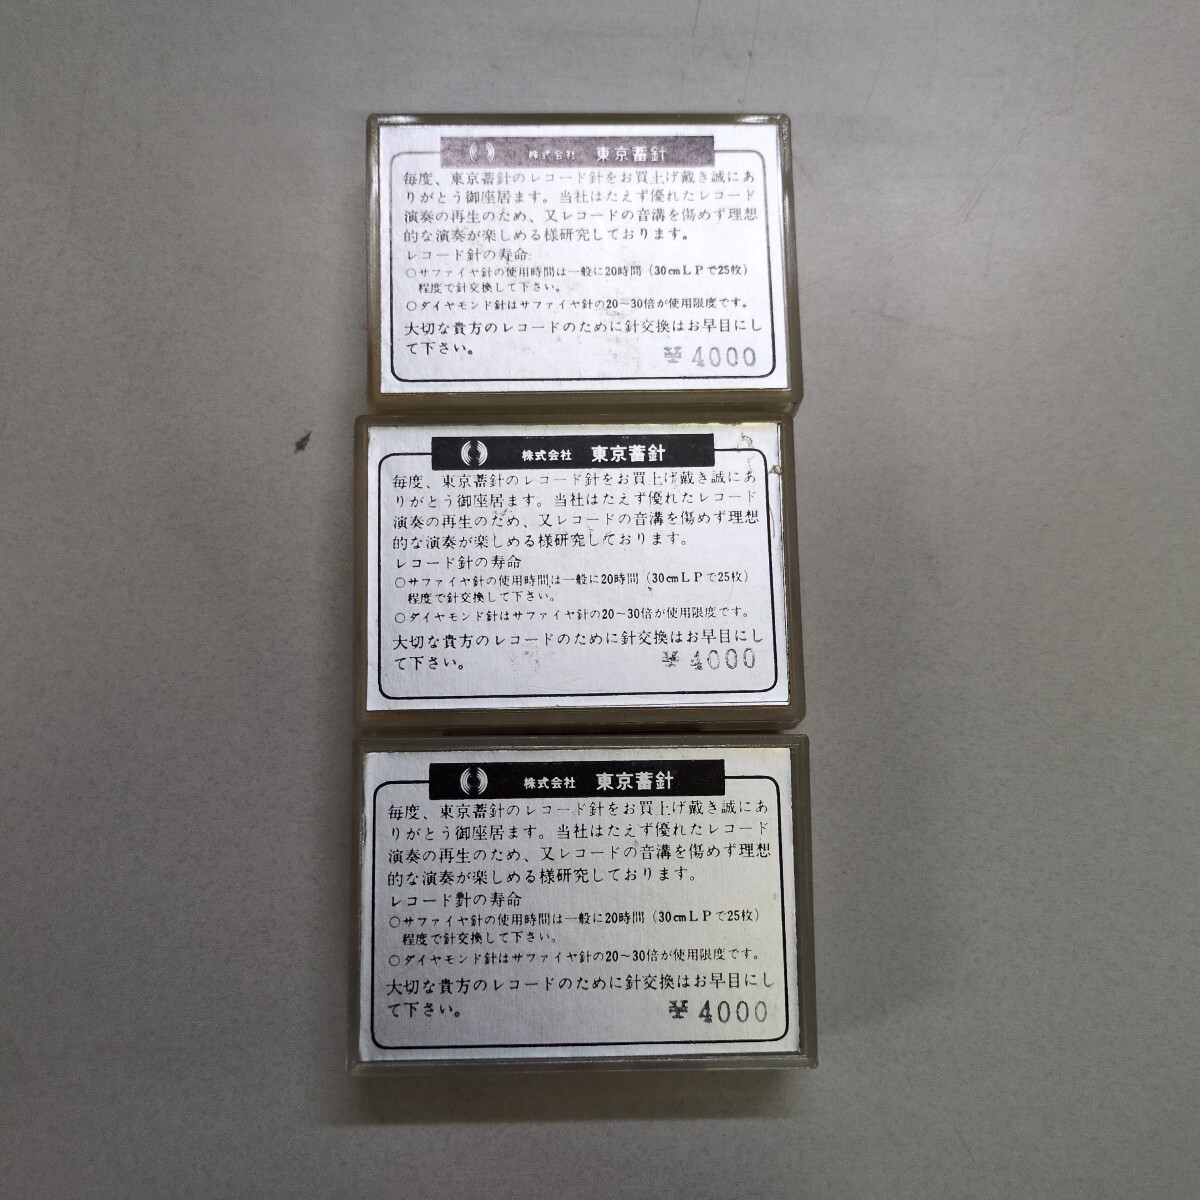 株式会社 東京蓄針
毎度、東京蓄針のレコード針をお買上げ戴き誠にあ
りがとう御座居ます。当社はたえず優れたレコード
演奏の再生のため、又レコードの音溝を傷めず理想
的な演奏が楽しめる様研究しております。
レコード針の寿命
○サファイヤ針の使用時間は一般に20時間（30cmＬＰで25枚）
程度で針交換して下さい。
○ダイヤモンド針はサファイヤ針の20～30倍が使用限度です。
大切な貴方のレコードのために針交換はお早目にし
て下さい。
¥ 4000
株式会社 東京蓄針
毎度、東京蓄針のレコード針をお買上げ戴き誠にあ
りがとう御座居ます。当社はたえず優れたレコード
演奏の再生のため、又レコードの音溝を傷めず理想
的な演奏が楽しめる様研究しております。
レコード針の寿命
○サファイヤ針の使用時間は一般に20時間（30cmＬＰで25枚）
程度で針交換して下さい。
○ダイヤモンド針はサファイヤ針の20～30倍が使用限度です。
大切な貴方のレコードのために針交換はお早目にし
て下さい。
¥ 4000
株式会社 東京蓄針
毎度、東京蓄針のレコード針をお買上げ戴き誠にあ
りがとう御座居ます。当社はたえず優れたレコード
演奏の再生のため、又レコードの音溝を傷めず理想
的な演奏が楽しめる様研究しております。
レコード針の寿命
○サファイヤ針の使用時間は一般に20時間（30cmＬＰで25枚）
程度で針交換して下さい。
○ダイヤモンド針はサファイヤ針の20～30倍が使用限度です。
大切な貴方のレコードのために針交換はお早目にし
て下さい。
¥ 4000